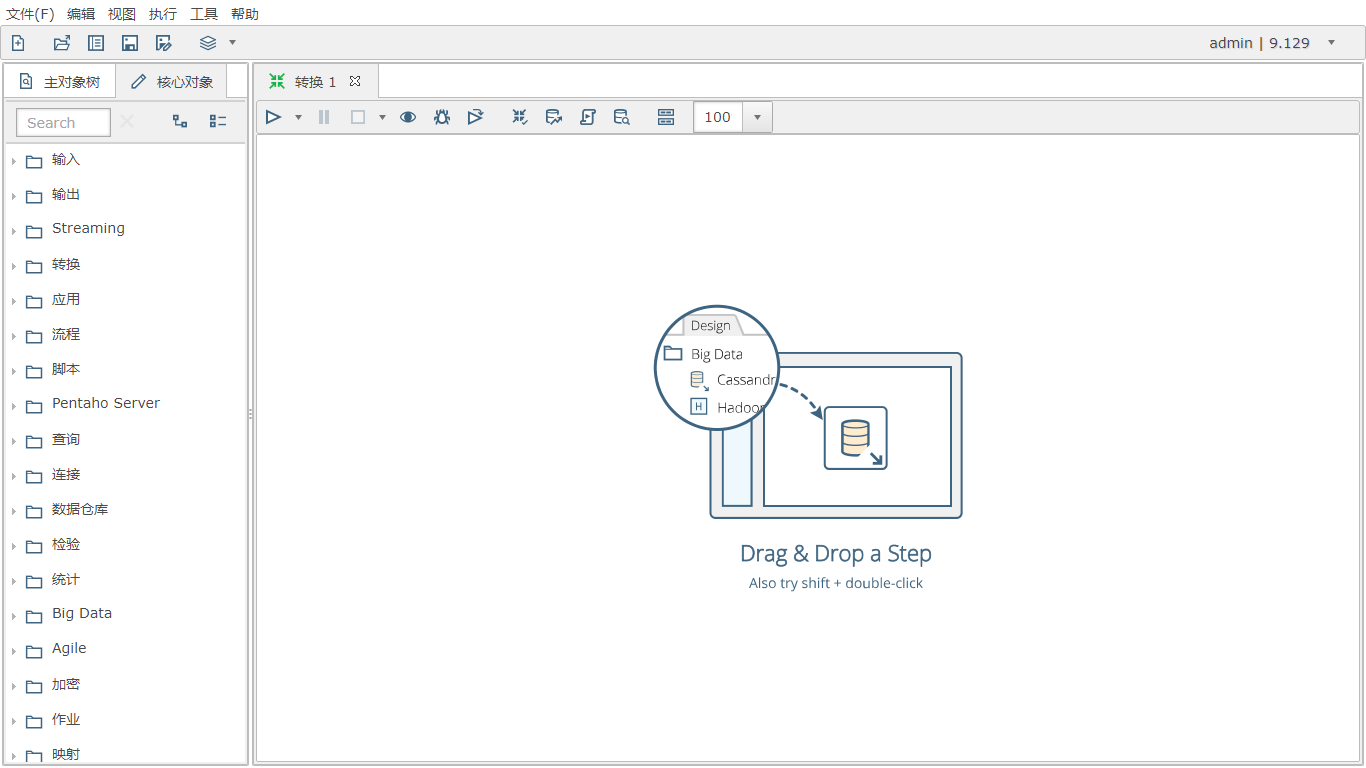 文件(F) 编辑 视图 执行 工具 帮助
admin | 9.129
主对象树 核心对象
转换 1
Search
100
输入
输出
Streaming
转换
应用
流程
脚本
Pentaho Server
查询
连接
数据仓库
检验
统计
Big Data
Agile
加密
作业
映射
Design
Big Data
Cassandr
H Hadoop
Drag & Drop a Step
Also try shift + double-click